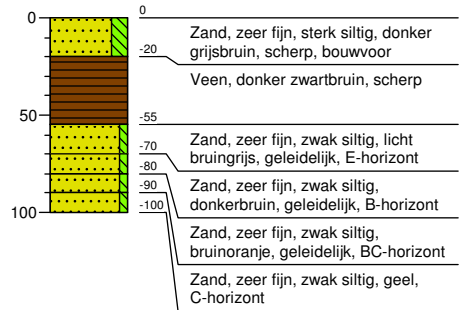 0
0
Zand, zeer fijn, sterk siltig, donker
grijsbruin, scherp, bouwvoor
-20
Veen, donker zwartbruin, scherp
50
-55
Zand, zeer fijn, zwak siltig, licht
bruingrijs, geleidelijk, E-horizont
-70
Zand, zeer fijn, zwak siltig,
donkerbruin, geleidelijk, B-horizont
-80
-90
Zand, zeer fijn, zwak siltig,
bruinoranje, geleidelijk, BC-horizont
100
-100
Zand, zeer fijn, zwak siltig, geel,
C-horizont